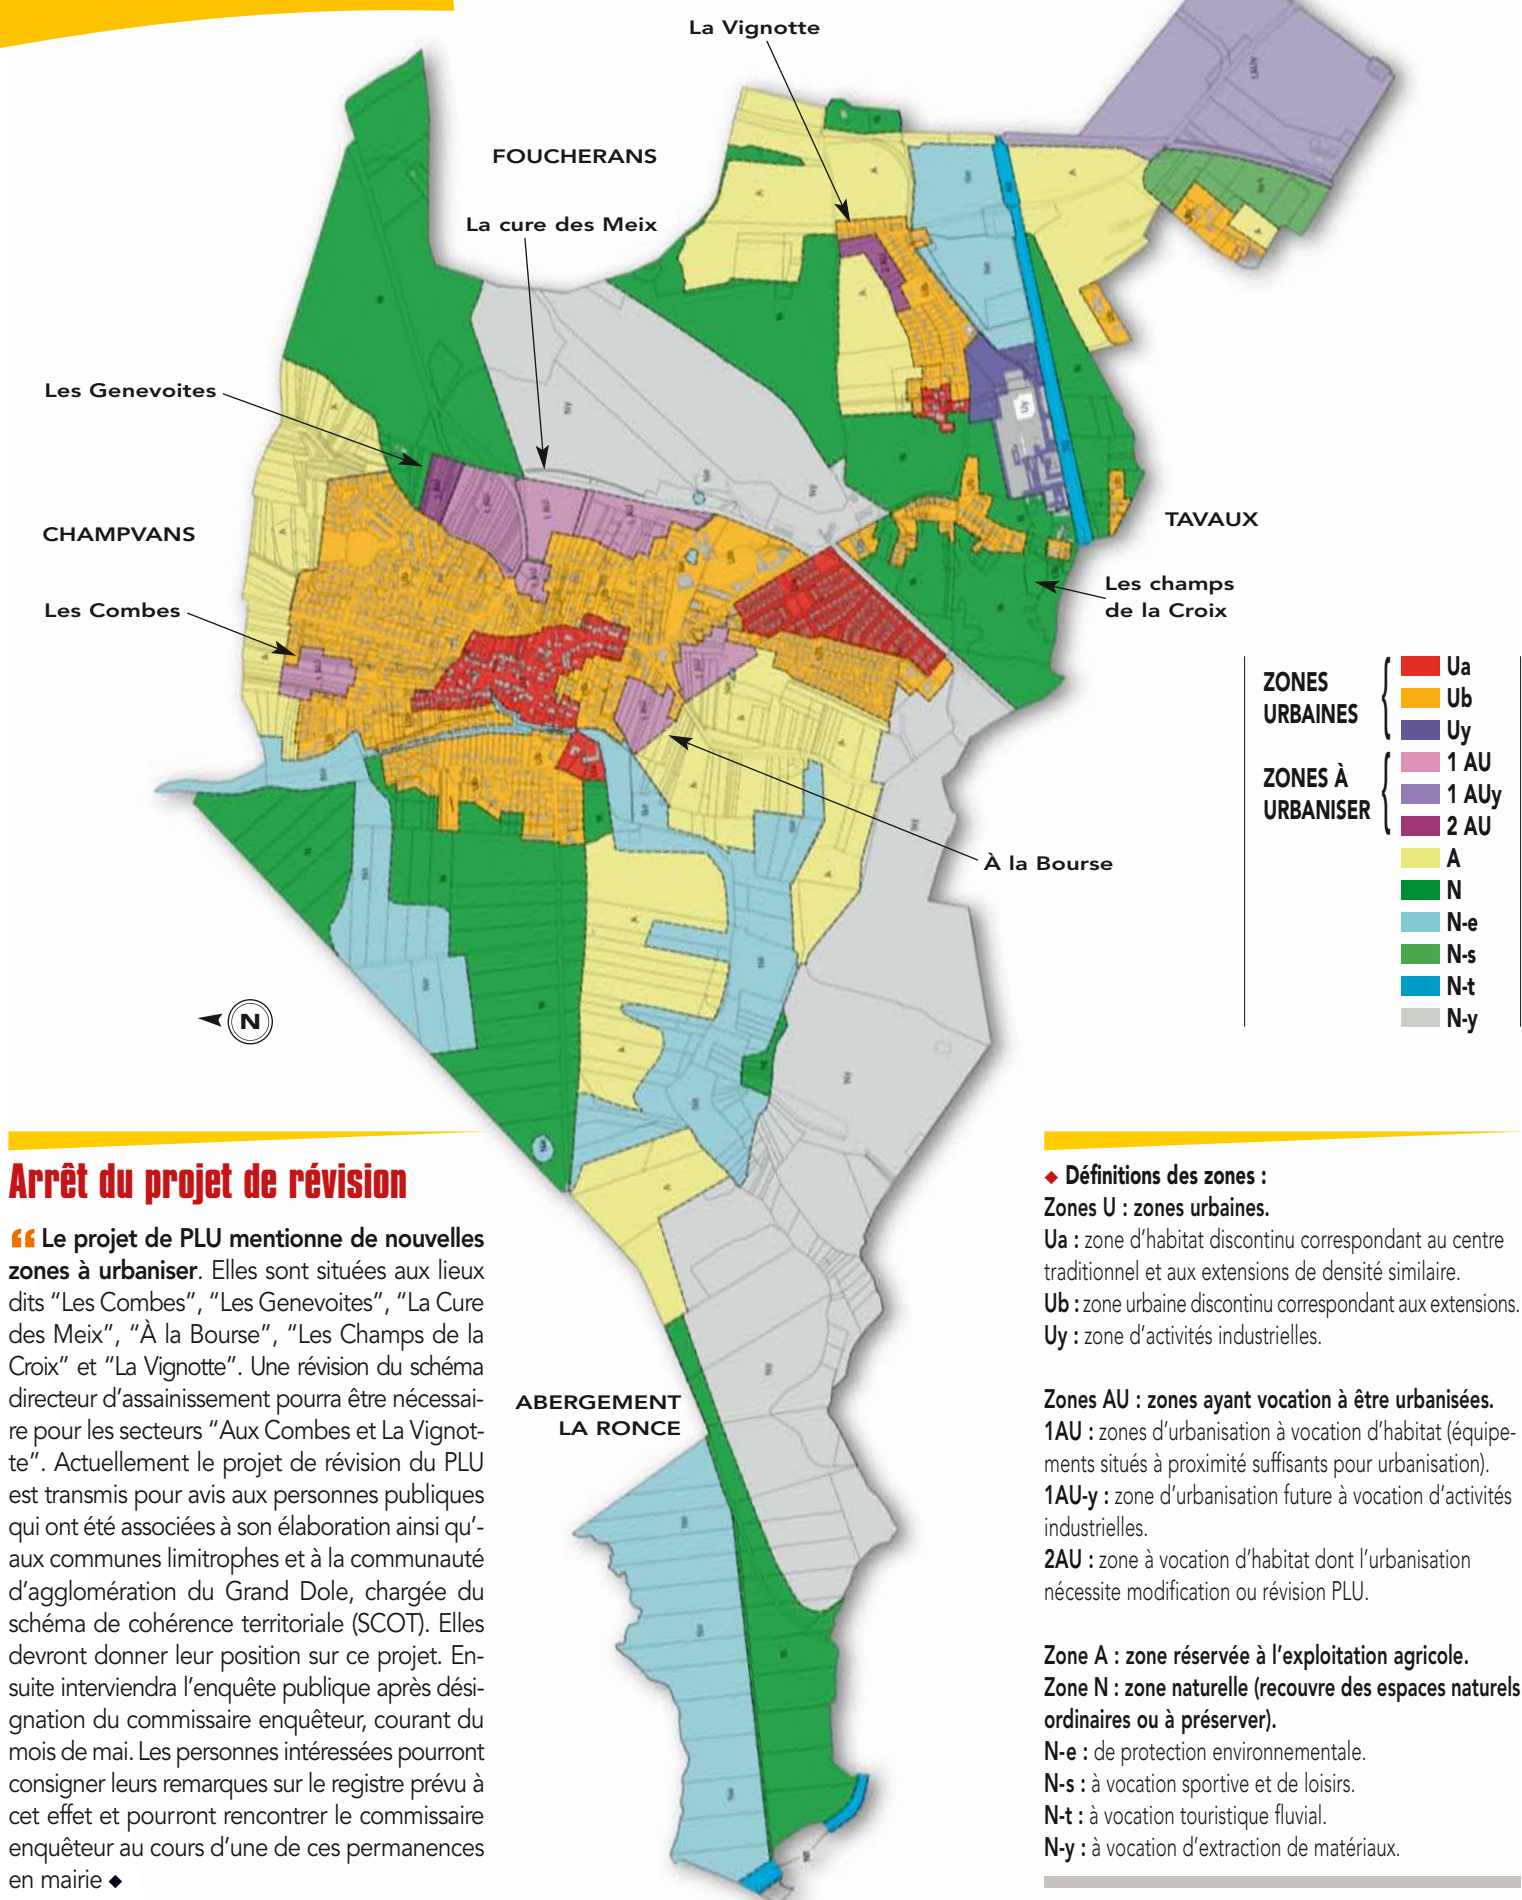 La Vignotte
FOUCHERANS
La cure des Meix
Les Genevoites
CHAMPVANS
TAVAUX
Les Combes
Les champs
de la Croix
À la Bourse
N
ABERGEMENT
LA RONCE
ZONES
URBAINES
Ua
Ub
Uy
ZONES À
URBANISER
1 AU
1 AUy
2 AU
A
N
N-e
N-s
N-t
N-y
Arrêt du projet de révision
“ Le projet de PLU mentionne de nouvelles
zones à urbaniser. Elles sont situées aux lieux
dits “Les Combes”, “Les Genevoites”, “La Cure
des Meix”, “À la Bourse”, “Les Champs de la
Croix” et “La Vignotte”. Une révision du schéma
directeur d’assainissement pourra être nécessai-
re pour les secteurs “Aux Combes et La Vignot-
te”. Actuellement le projet de révision du PLU
est transmis pour avis aux personnes publiques
qui ont été associées à son élaboration ainsi qu’-
aux communes limitrophes et à la communauté
d’agglomération du Grand Dole, chargée du
schéma de cohérence territoriale (SCOT). Elles
devront donner leur position sur ce projet. En-
suite interviendra l’enquête publique après dési-
gnation du commissaire enquêteur, courant du
mois de mai. Les personnes intéressées pourront
consigner leurs remarques sur le registre prévu à
cet effet et pourront rencontrer le commissaire
enquêteur au cours d’une de ces permanences
en mairie ◆
◆ Définitions des zones :
Zones U : zones urbaines.
Ua : zone d’habitat discontinu correspondant au centre
traditionnel et aux extensions de densité similaire.
Ub : zone urbaine discontinu correspondant aux extensions.
Uy : zone d’activités industrielles.
Zones AU : zones ayant vocation à être urbanisées.
1AU : zones d’urbanisation à vocation d’habitat (équipe-
ments situés à proximité suffisants pour urbanisation).
1AU-y : zone d’urbanisation future à vocation d’activités
industrielles.
2AU : zone à vocation d’habitat dont l’urbanisation
nécessite modification ou révision PLU.
Zone A : zone réservée à l’exploitation agricole.
Zone N : zone naturelle (recouvre des espaces naturels
ordinaires ou à préserver).
N-e : de protection environnementale.
N-s : à vocation sportive et de loisirs.
N-t : à vocation touristique fluvial.
N-y : à vocation d’extraction de matériaux.